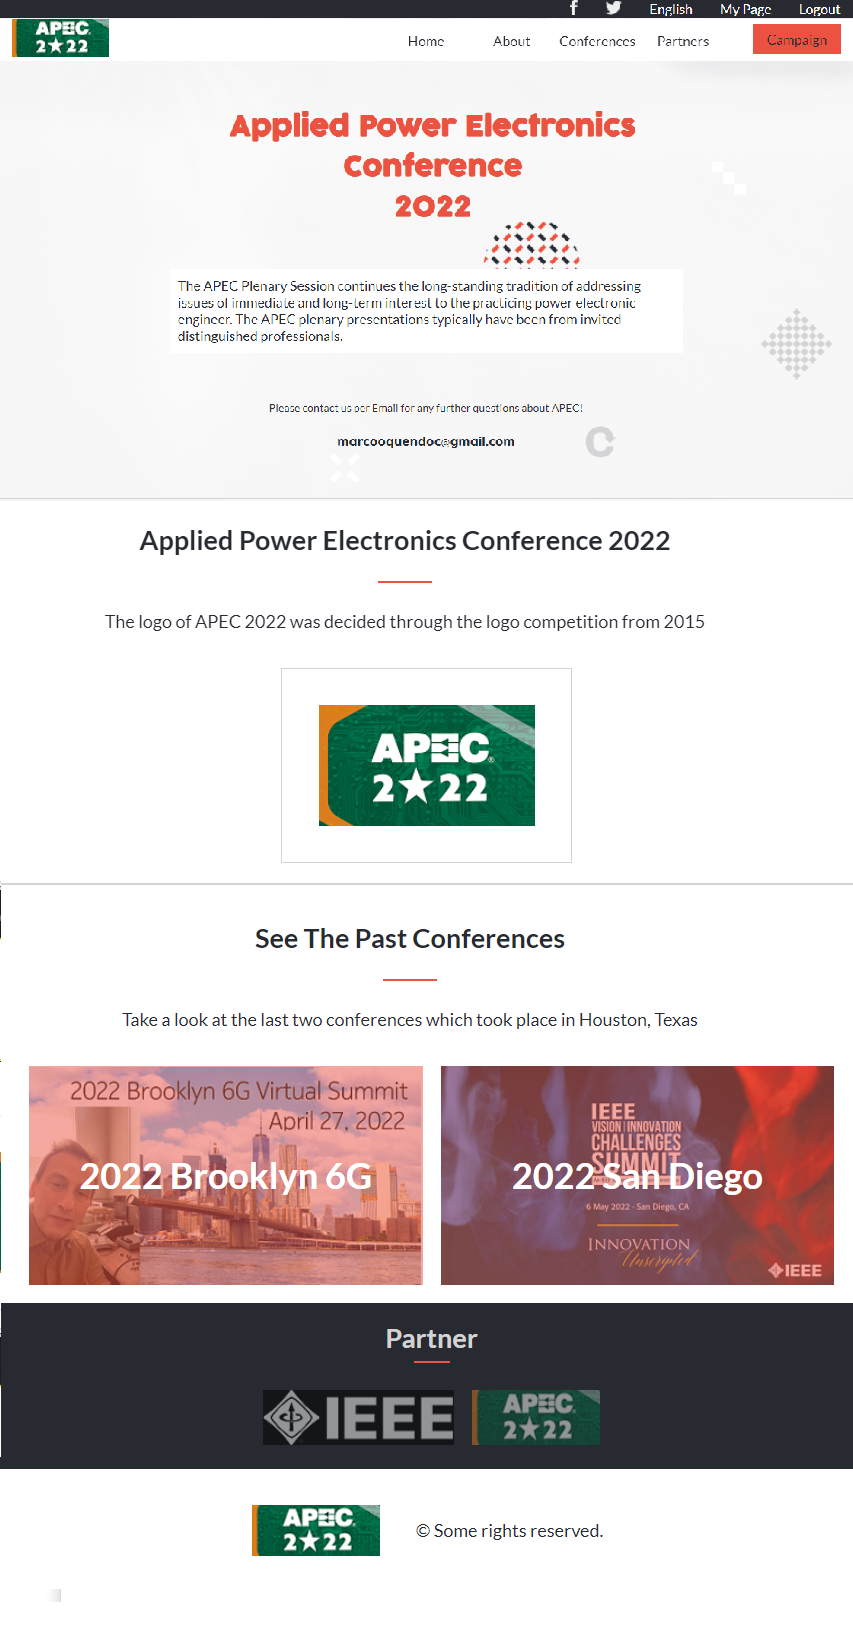 English My Page Logout
APEC.
2★22
Home About Conferences Partners Campaign
Applied Power Electronics
Conference
2022
The APEC Plenary Session continues the long-standing tradition of addressing
issues of immediate and long-term interest to the practicing power electronic
engineer. The APEC plenary presentations typically have been from invited
distinguished professionals.
Please contact us per Email for any further questions about APEC!
marcooquendoc@gmail.com
Applied Power Electronics Conference 2022
The logo of APEC 2022 was decided through the logo competition from 2015
APEC®
2★22
See The Past Conferences
Take a look at the last two conferences which took place in Houston, Texas
2022 Brooklyn 6G Virtual Summit
April 27, 2022
2022 Brooklyn 6G
IEEE
VISION | INNOVATION
CHALLENGES
SUMMIT
2022 San Diego
6 May 2022 · San Diego, CA
INNOVATION
Unscripted
IEEE
Partner
IEEE
APEC.
2★22
APEC.
2★22
© Some rights reserved.